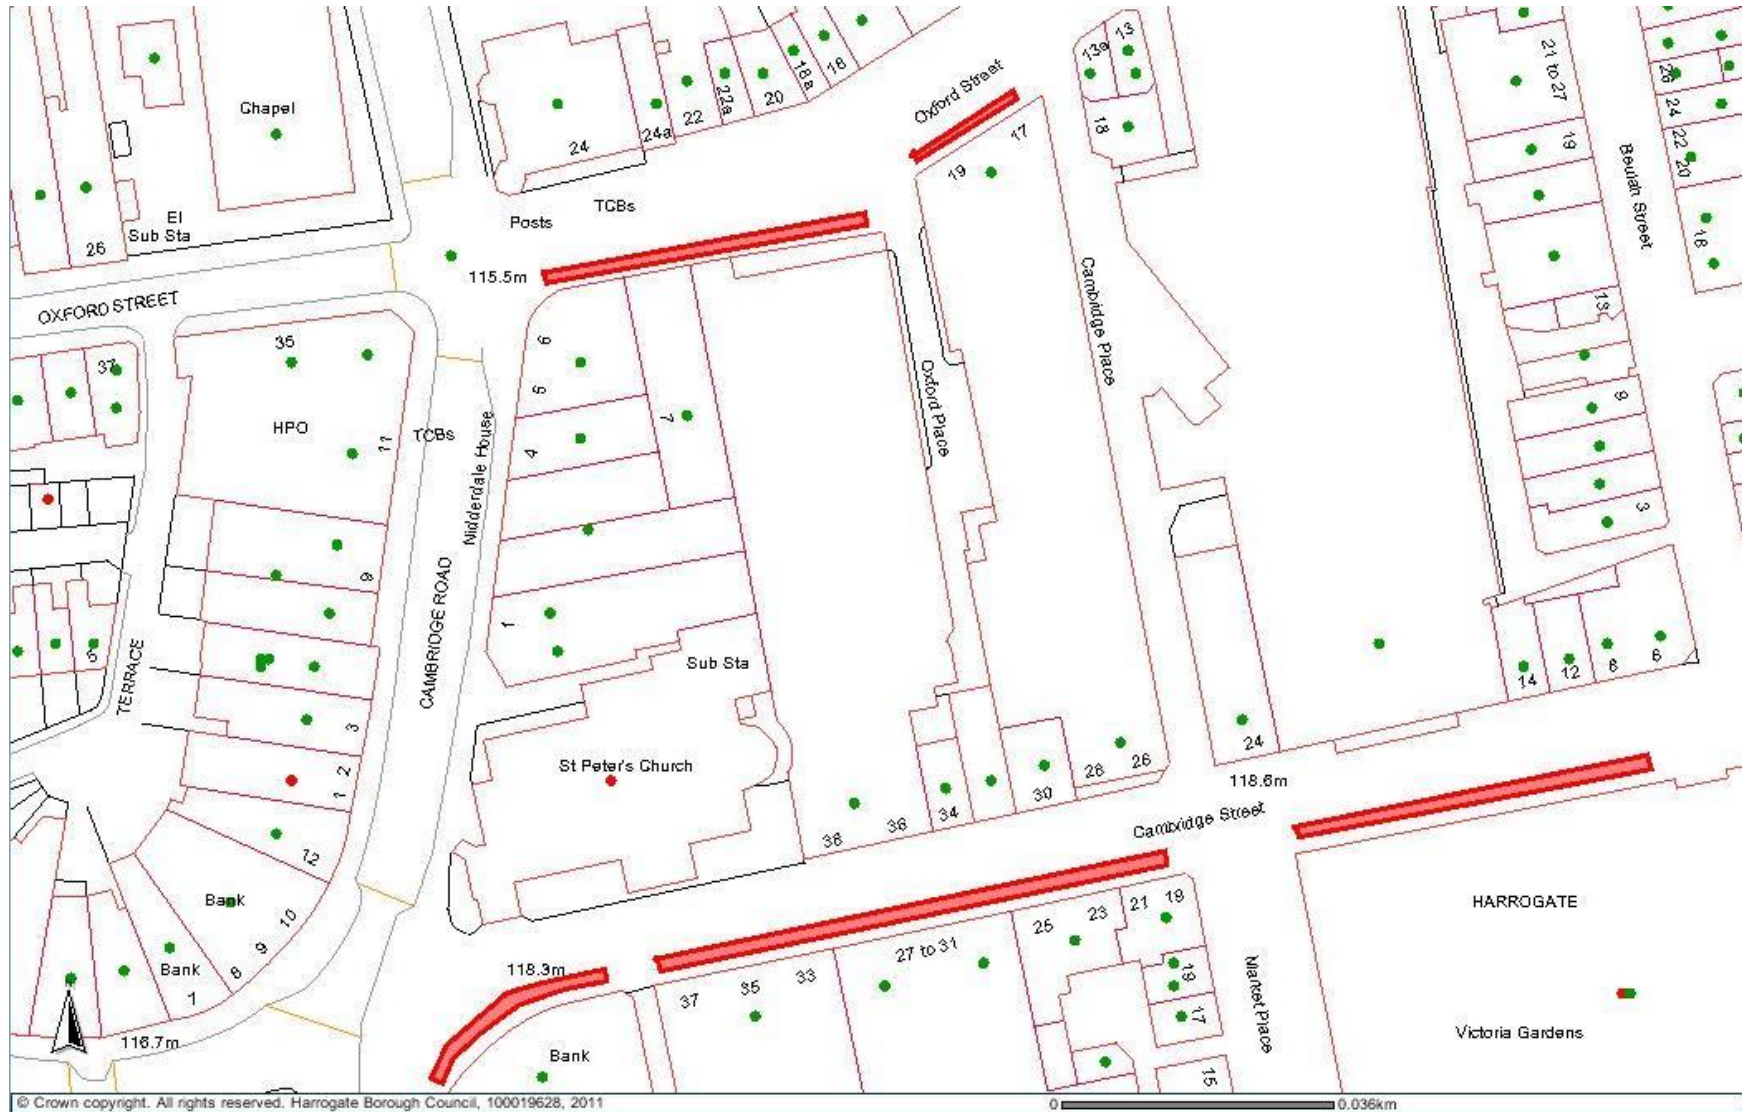 Chapel
El
Sub Sta
26
OXFORD STREET
24
24a
22
22a
20
18a
18
Posts
TCBs
115.5m
Oxford Street
19
17
13a
13
18
21 to 27
19
26
24
22
20
18
Beulah Street
13
9
3
35
37
HPO
11
TCBs
Nidderdale House
CAMBRIDGE ROAD
6
5
4
7
1
Oxford Place
Cambridge Place
9
3
2
1
12
TERRACE
Sub Sta
St Peter's Church
38
36
34
30
28
26
24
14
12
8
6
118.6m
Cambridge Street
Bank
10
9
8
Bank
1
116.7m
118.3m
Bank
37
35
33
27 to 31
25
23
21
19
18
17
15
Market Place
HARROGATE
Victoria Gardens
© Crown copyright. All rights reserved. Harrogate Borough Council, 100019628, 2011
0
0.036km